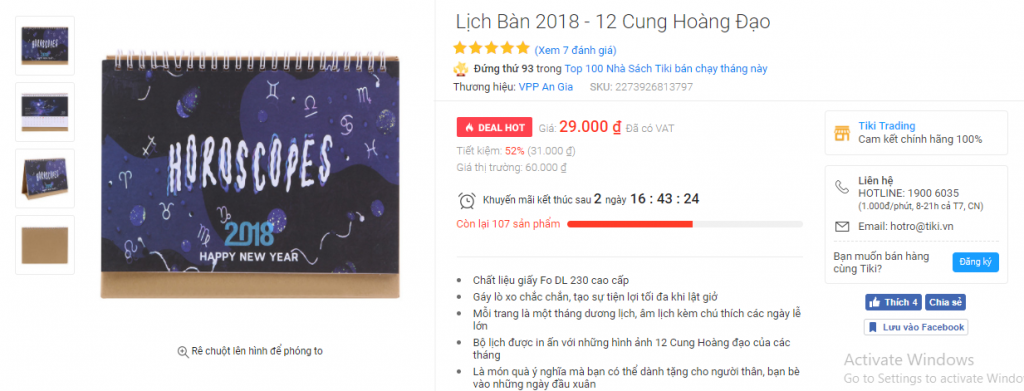 HOROSCOPES
2018
HAPPY NEW YEAR
Rê chuột lên hình để phóng to
Lịch Bàn 2018 - 12 Cung Hoàng Đạo
(Xem 7 đánh giá)
Đứng thứ 93 trong Top 100 Nhà Sách Tiki bán chạy tháng này
Thương hiệu: VPP An Gia SKU: 2273926813797
DEAL HOT Giá: 29.000 ₫ Đã có VAT
Tiết kiệm: 52% (31.000 ₫)
Giá thị trường: 60.000 ₫
Khuyến mãi kết thúc sau 2 ngày 16 : 43 : 24
Còn lại 107 sản phẩm
Chất liệu giấy Fo DL 230 cao cấp
Gáy lò xo chắc chắn, tạo sự tiện lợi tối đa khi lật giở
Mỗi trang là một tháng dương lịch, âm lịch kèm chú thích các ngày lễ
lớn
Bộ lịch được in ấn với những hình ảnh 12 Cung Hoàng đạo của các
tháng
Là món quà ý nghĩa mà bạn có thể dành tặng cho người thân, bạn bè
vào những ngày đầu xuân
Tiki Trading
Cam kết chính hãng 100%
Liên hệ
HOTLINE: 1900 6035
(1.000đ/phút, 8-21h cả T7, CN)
Email: hotro@tiki.vn
Bạn muốn bán hàng
cùng Tiki?
Đăng ký
Thích 4 Chia sẻ
Lưu vào Facebook
Activate Windows
Go to Settings to activate Windo